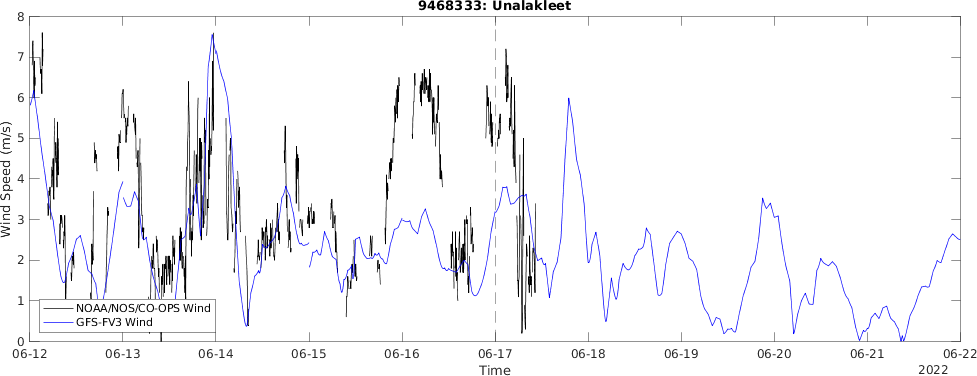 9468333: Unalakleet
8
7
6
5
4
3
2
1
0
Wind Speed (m/s)
NOAA/NOS/CO-OPS Wind
GFS-FV3 Wind
06-12 06-13 06-14 06-15 06-16 06-17 06-18 06-19 06-20 06-21 06-22
Time
2022